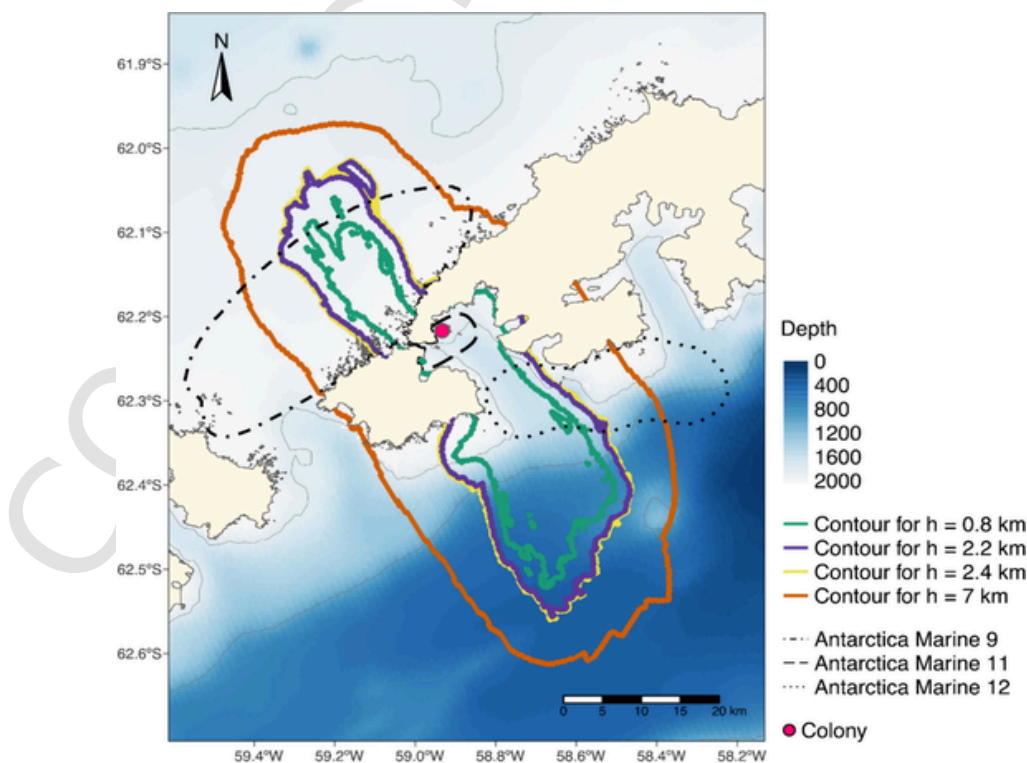 N
61.9°S
62.0°S
62.1°S
62.2°S
62.3°S
62.4°S
62.5°S
62.6°S
59.4°W 59.2°W 59.0°W 58.8°W 58.6°W 58.4°W 58.2°W
0 5 10 15 20 km
Depth
0
400
800
1200
1600
2000
Contour for h = 0.8 km
Contour for h = 2.2 km
Contour for h = 2.4 km
Contour for h = 7 km
Antarctica Marine 9
Antarctica Marine 11
Antarctica Marine 12
Colony